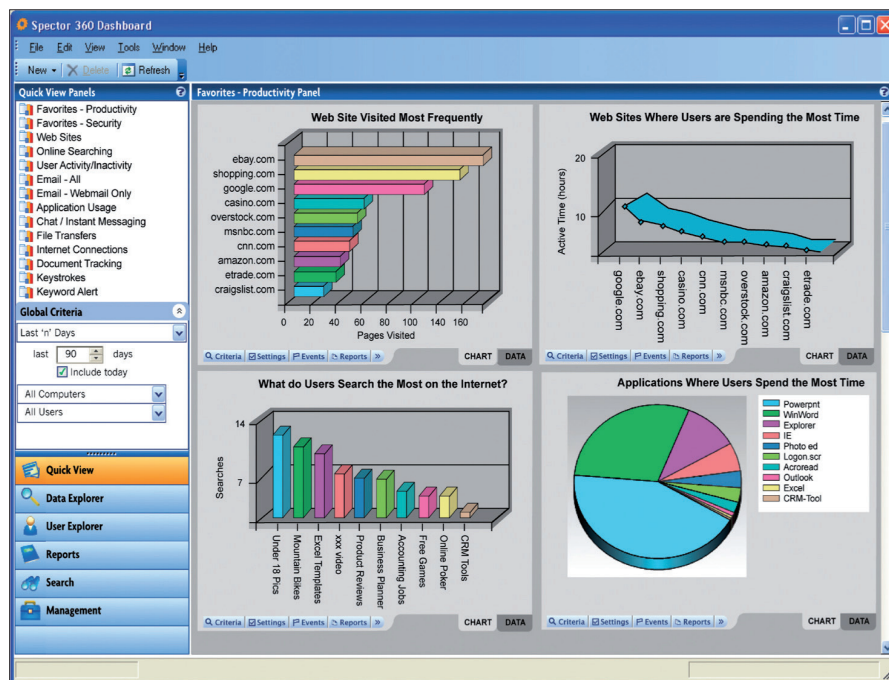 Spector 360 Dashboard
File Edit View Tools Window Help
New Delete Refresh
Quick View Panels
Favorites - Productivity
Favorites - Security
Web Sites
Online Searching
User Activity/Inactivity
Email - All
Email - Webmail Only
Application Usage
Chat / Instant Messaging
File Transfers
Internet Connections
Document Tracking
Keystrokes
Keyword Alert
Global Criteria
Last 'n' Days
last 90 days
Include today
All Computers
All Users
Quick View
Data Explorer
User Explorer
Reports
Search
Management
Favorites - Productivity Panel
Web Site Visited Most Frequently
ebay.com
shopping.com
google.com
casino.com
overstock.com
msnbc.com
cnn.com
amazon.com
etrade.com
craigslist.com
0 20 40 60 80 100 120 140 160
Pages Visited
Criteria Settings Events Reports »
CHART DATA
Web Sites Where Users are Spending the Most Time
20
10
Active Time (hours)
google.com
ebay.com
shopping.com
casino.com
cnn.com
msnbc.com
overstock.com
amazon.com
craigslist.com
etrade.com
Criteria Settings Events Reports »
CHART DATA
What do Users Search the Most on the Internet?
14
7
Searches
Under 18 Pics
Mountain Bikes
Excel Templates
xxx video
Product Reviews
Business Planner
Accounting Jobs
Free Games
Online Poker
CRM Tools
Criteria Settings Events Reports »
CHART DATA
Applications Where Users Spend the Most Time
Powerpnt
WinWord
Explorer
IE
Photo ed
Logon.scr
Acroread
Outlook
Excel
CRM-Tool
Criteria Settings Events Reports »
CHART DATA